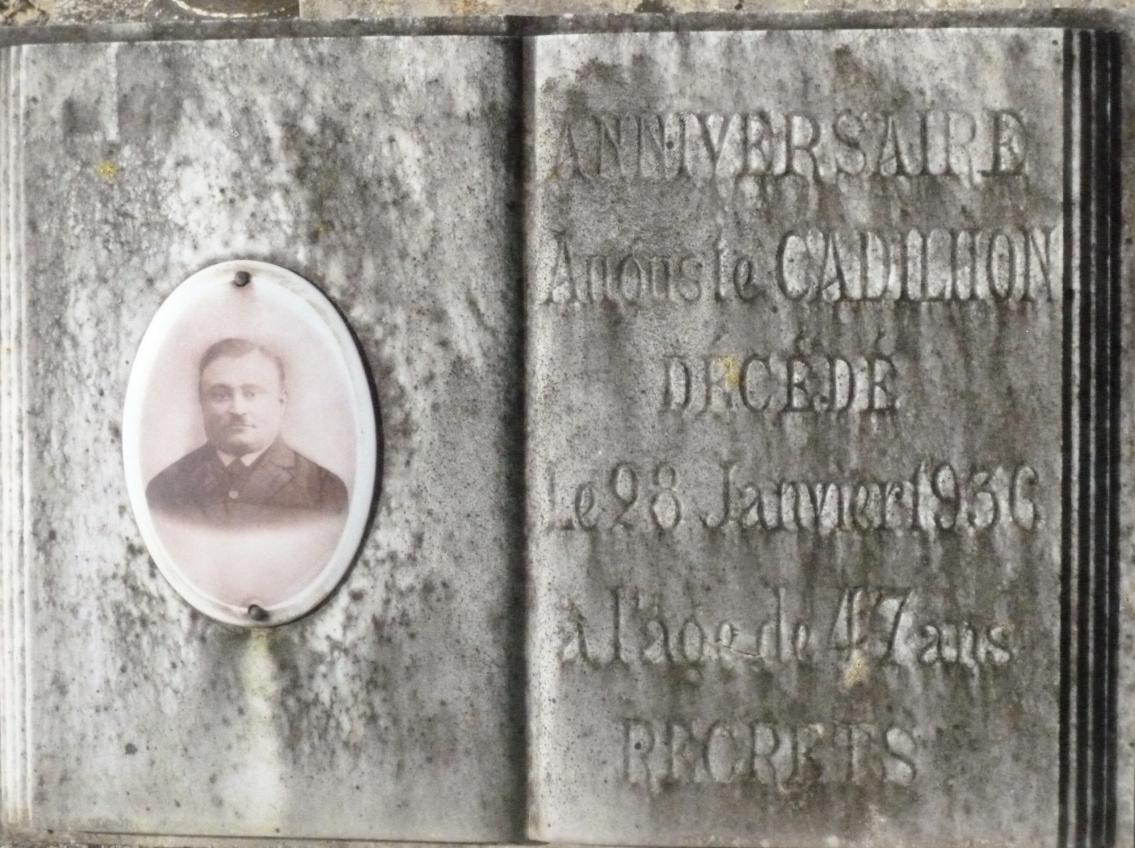 ANNIVERSAIRE
Auguste CADILHON
DÉCÉDÉ
Le 28 Janvier 1936
à l'âge de 47 ans
REGRETS